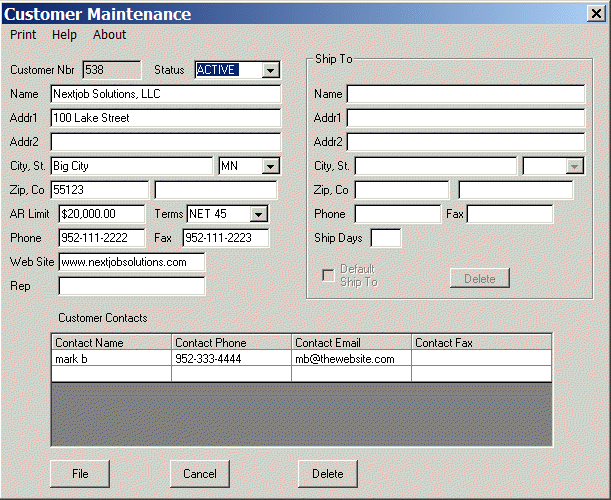 Customer Maintenance
Print Help About
Customer Nbr 538 Status ACTIVE
Name Nextjob Solutions, LLC
Addr1 100 Lake Street
Addr2
City, St. Big City MN
Zip, Co 55123
AR Limit $20,000.00 Terms NET 45
Phone 952-111-2222 Fax 952-111-2223
Web Site www.nextjobsolutions.com
Rep
Ship To
Name
Addr1
Addr2
City, St.
Zip, Co
Phone Fax
Ship Days
Default
Ship To
Delete
Customer Contacts
Contact Name Contact Phone Contact Email Contact Fax
mark b 952-333-4444 mb@thewebsite.com
File Cancel Delete